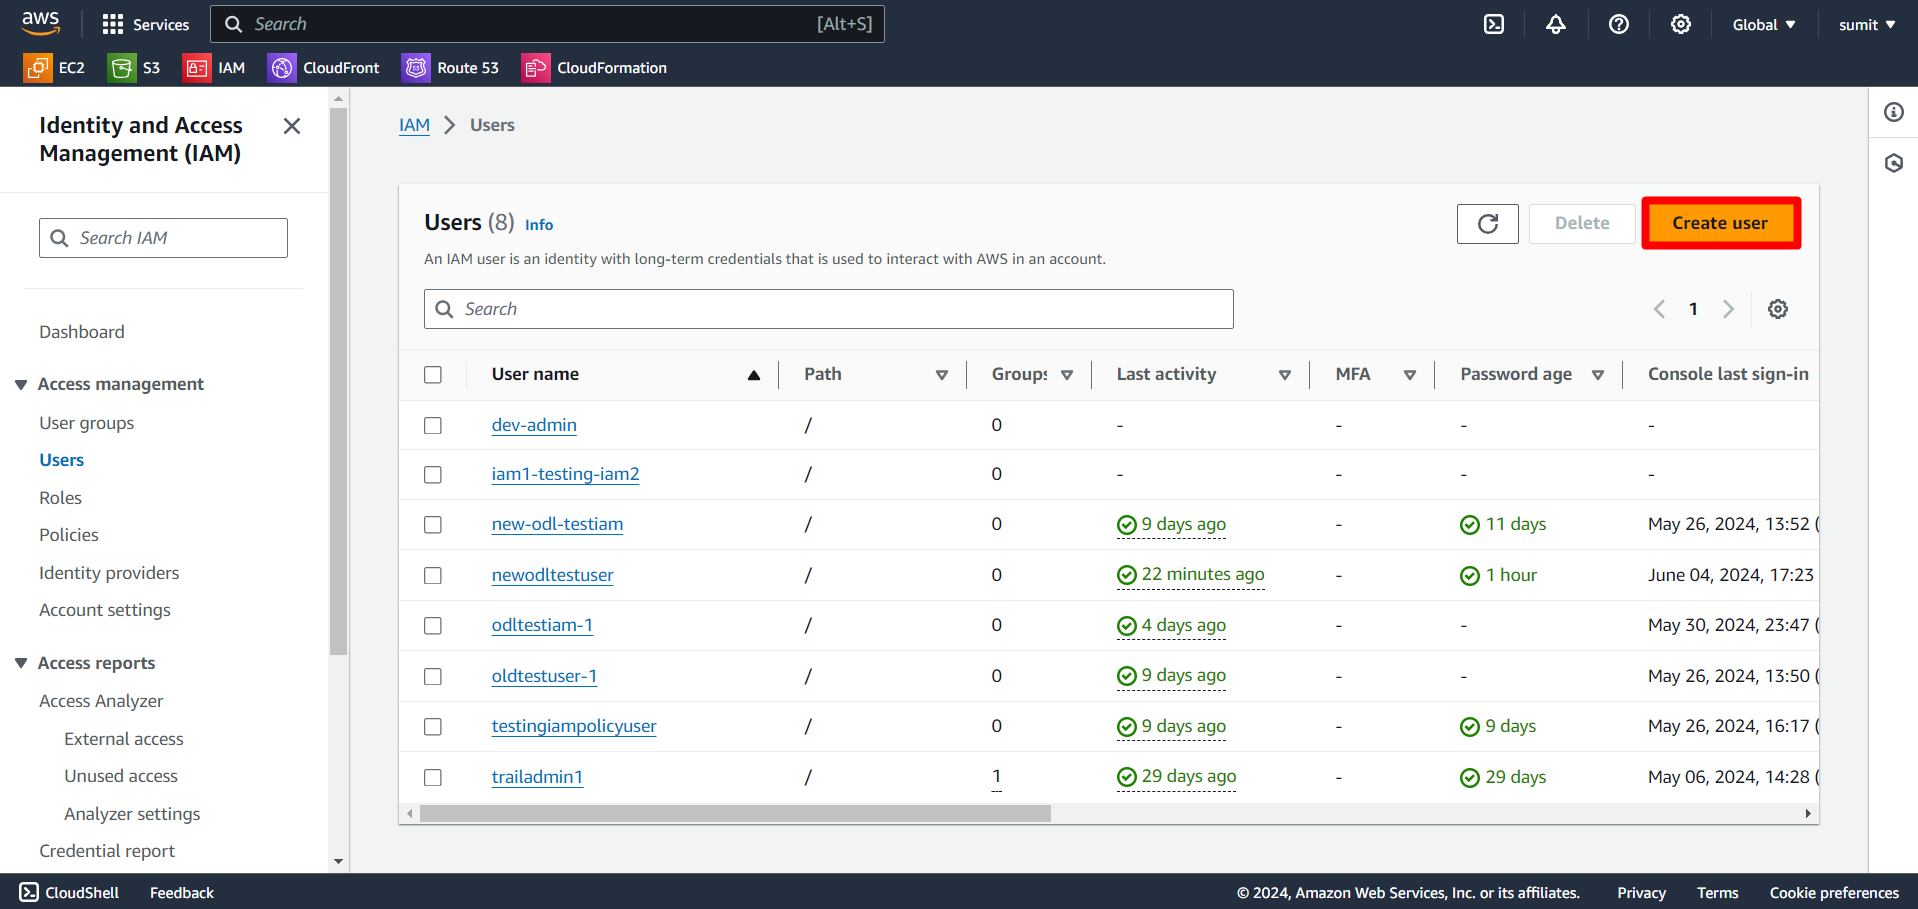 aws Services Search [Alt+S] Global sumit
EC2 S3 IAM CloudFront Route 53 CloudFormation
Identity and Access
Management (IAM)
Search IAM
Dashboard
Access management
User groups
Users
Roles
Policies
Identity providers
Account settings
Access reports
Access Analyzer
External access
Unused access
Analyzer settings
Credential report
IAM > Users
Users (8) Info
Delete
Create user
An IAM user is an identity with long-term credentials that is used to interact with AWS in an account.
Search
1
User name Path Groups Last activity MFA Password age Console last sign-in
dev-admin / 0 - - - -
iam1-testing-iam2 / 0 - - - -
new-odl-testiam / 0 9 days ago - 11 days May 26, 2024, 13:52 (
newodltestuser / 0 22 minutes ago - 1 hour June 04, 2024, 17:23
odltestiam-1 / 0 4 days ago - - May 30, 2024, 23:47 (
oldtestuser-1 / 0 9 days ago - - May 26, 2024, 13:50 (
testingiampolicyuser / 0 9 days ago - 9 days May 26, 2024, 16:17 (
trailadmin1 / 1 29 days ago - 29 days May 06, 2024, 14:28 (
CloudShell Feedback © 2024, Amazon Web Services, Inc. or its affiliates. Privacy Terms Cookie preferences